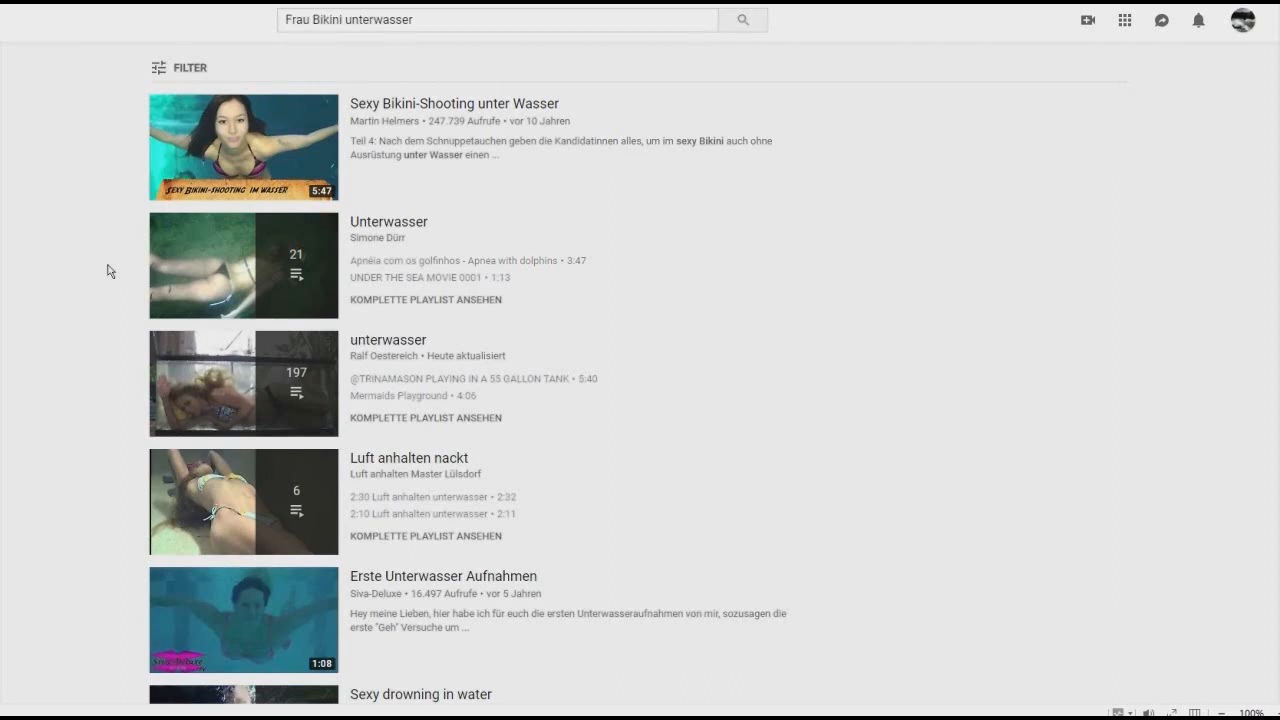 Frau Bikini unterwasser
FILTER
Sexy Bikini-Shooting unter Wasser
Martin Helmers • 247.739 Aufrufe • vor 10 Jahren
Teil 4: Nach dem Schnuppetauchen geben die Kandidatinnen alles, um im sexy Bikini auch ohne
Ausrüstung unter Wasser einen ...
SEXY BIKINI-SHOOTING IM WASSER
5:47
Unterwasser
Simone Dürr
21
Apnéia com os golfinhos - Apnea with dolphins • 3:47
UNDER THE SEA MOVIE 0001 • 1:13
KOMPLETTE PLAYLIST ANSEHEN
unterwasser
Ralf Oestereich • Heute aktualisiert
197
@TRINAMASON PLAYING IN A 55 GALLON TANK • 5:40
Mermaids Playground • 4:06
KOMPLETTE PLAYLIST ANSEHEN
Luft anhalten nackt
Luft anhalten Master Lülsdorf
6
2:30 Luft anhalten unterwasser • 2:32
2:10 Luft anhalten unterwasser • 2:11
KOMPLETTE PLAYLIST ANSEHEN
Erste Unterwasser Aufnahmen
Siva-Deluxe • 16.497 Aufrufe • vor 5 Jahren
Hey meine Lieben, hier habe ich für euch die ersten Unterwasseraufnahmen von mir, sozusagen die
erste "Geh" Versuche um ...
Siva-Deluxe
1:08
Sexy drowning in water
100%